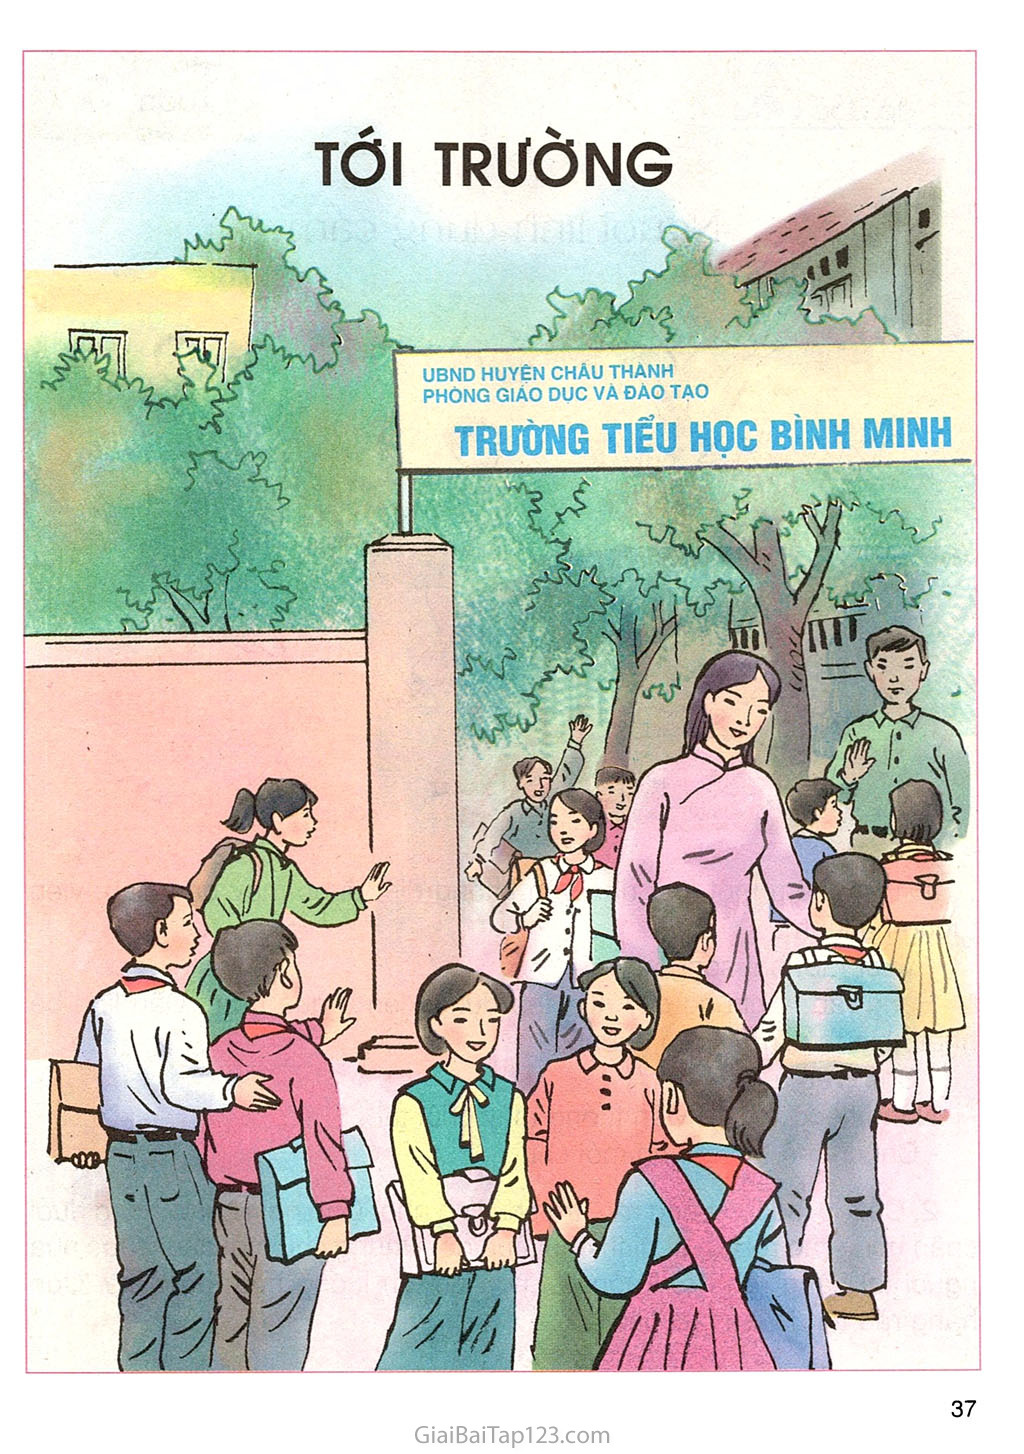 TỚI TRƯỜNG
UBND HUYỆN CHÂU THÀNH
PHÒNG GIÁO DỤC VÀ ĐÀO TẠO
TRƯỜNG TIỂU HỌC BÌNH MINH
37
GiaiBaiTap123.com